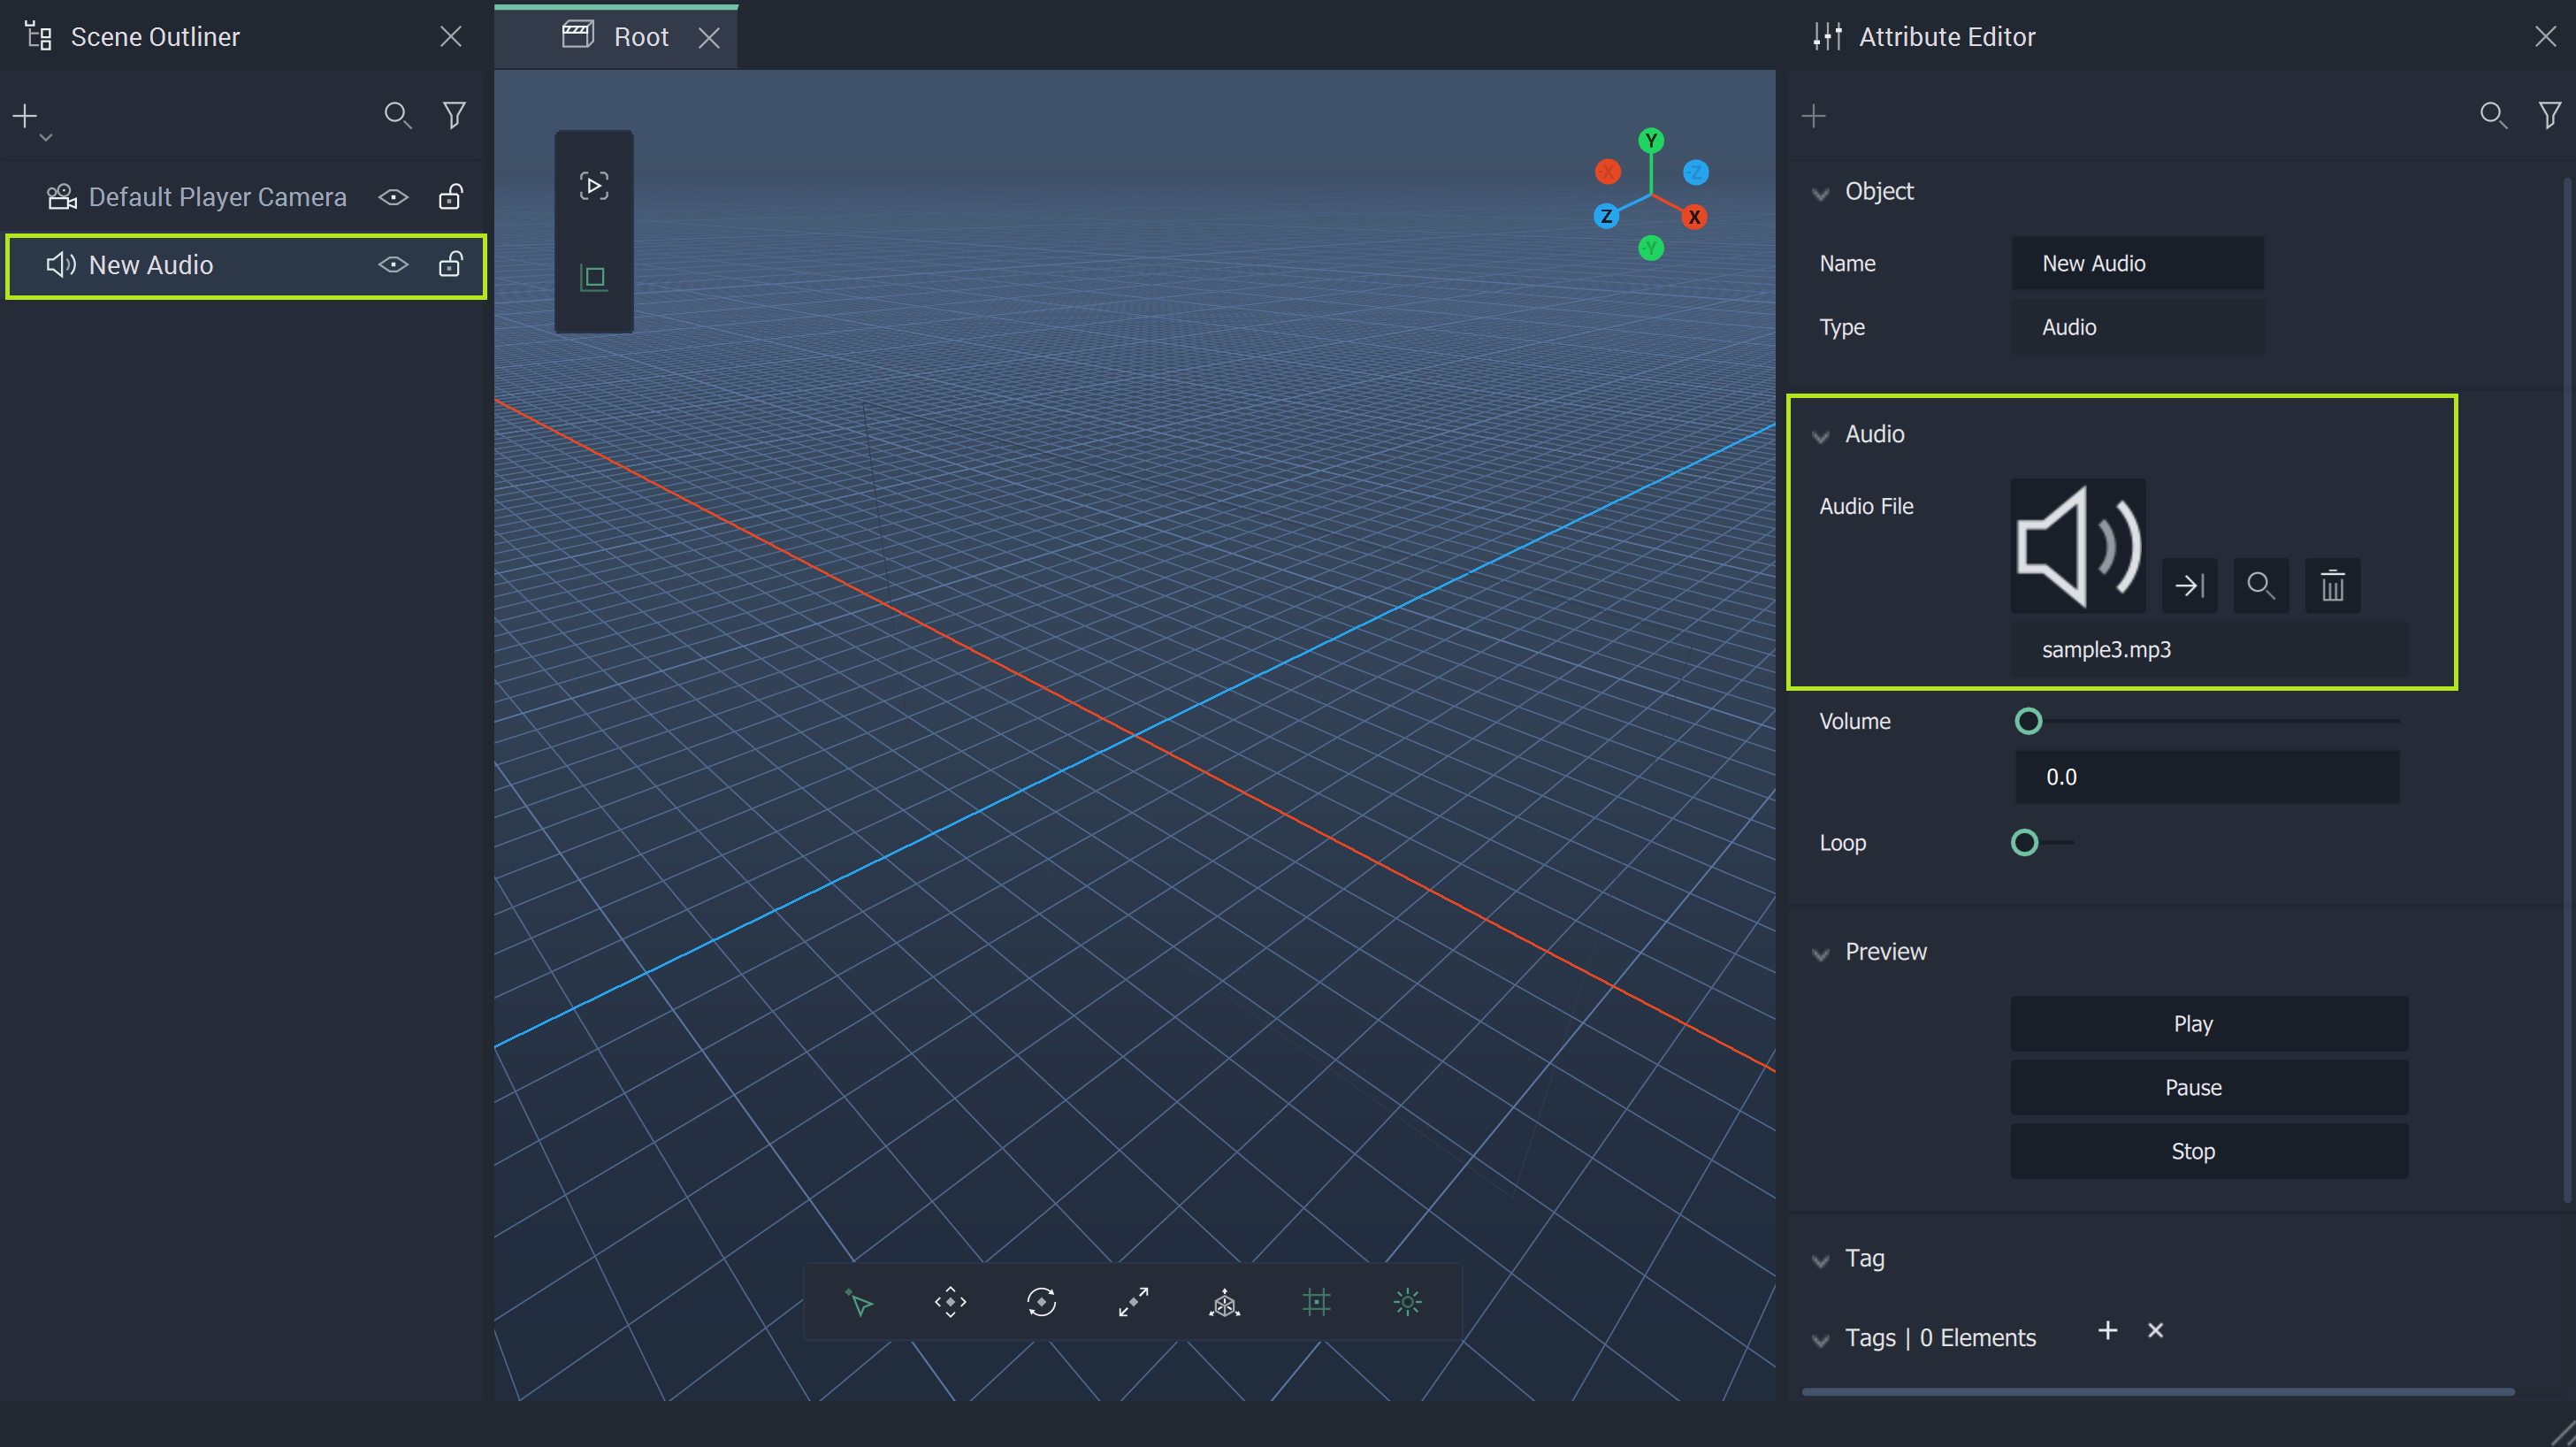 Scene Outliner
Default Player Camera
New Audio
Root
Y
-X
-Z
Z
X
-Y
Attribute Editor
Object
Name
New Audio
Type
Audio
Audio
Audio File
sample3.mp3
Volume
0.0
Loop
Preview
Play
Pause
Stop
Tag
Tags | 0 Elements